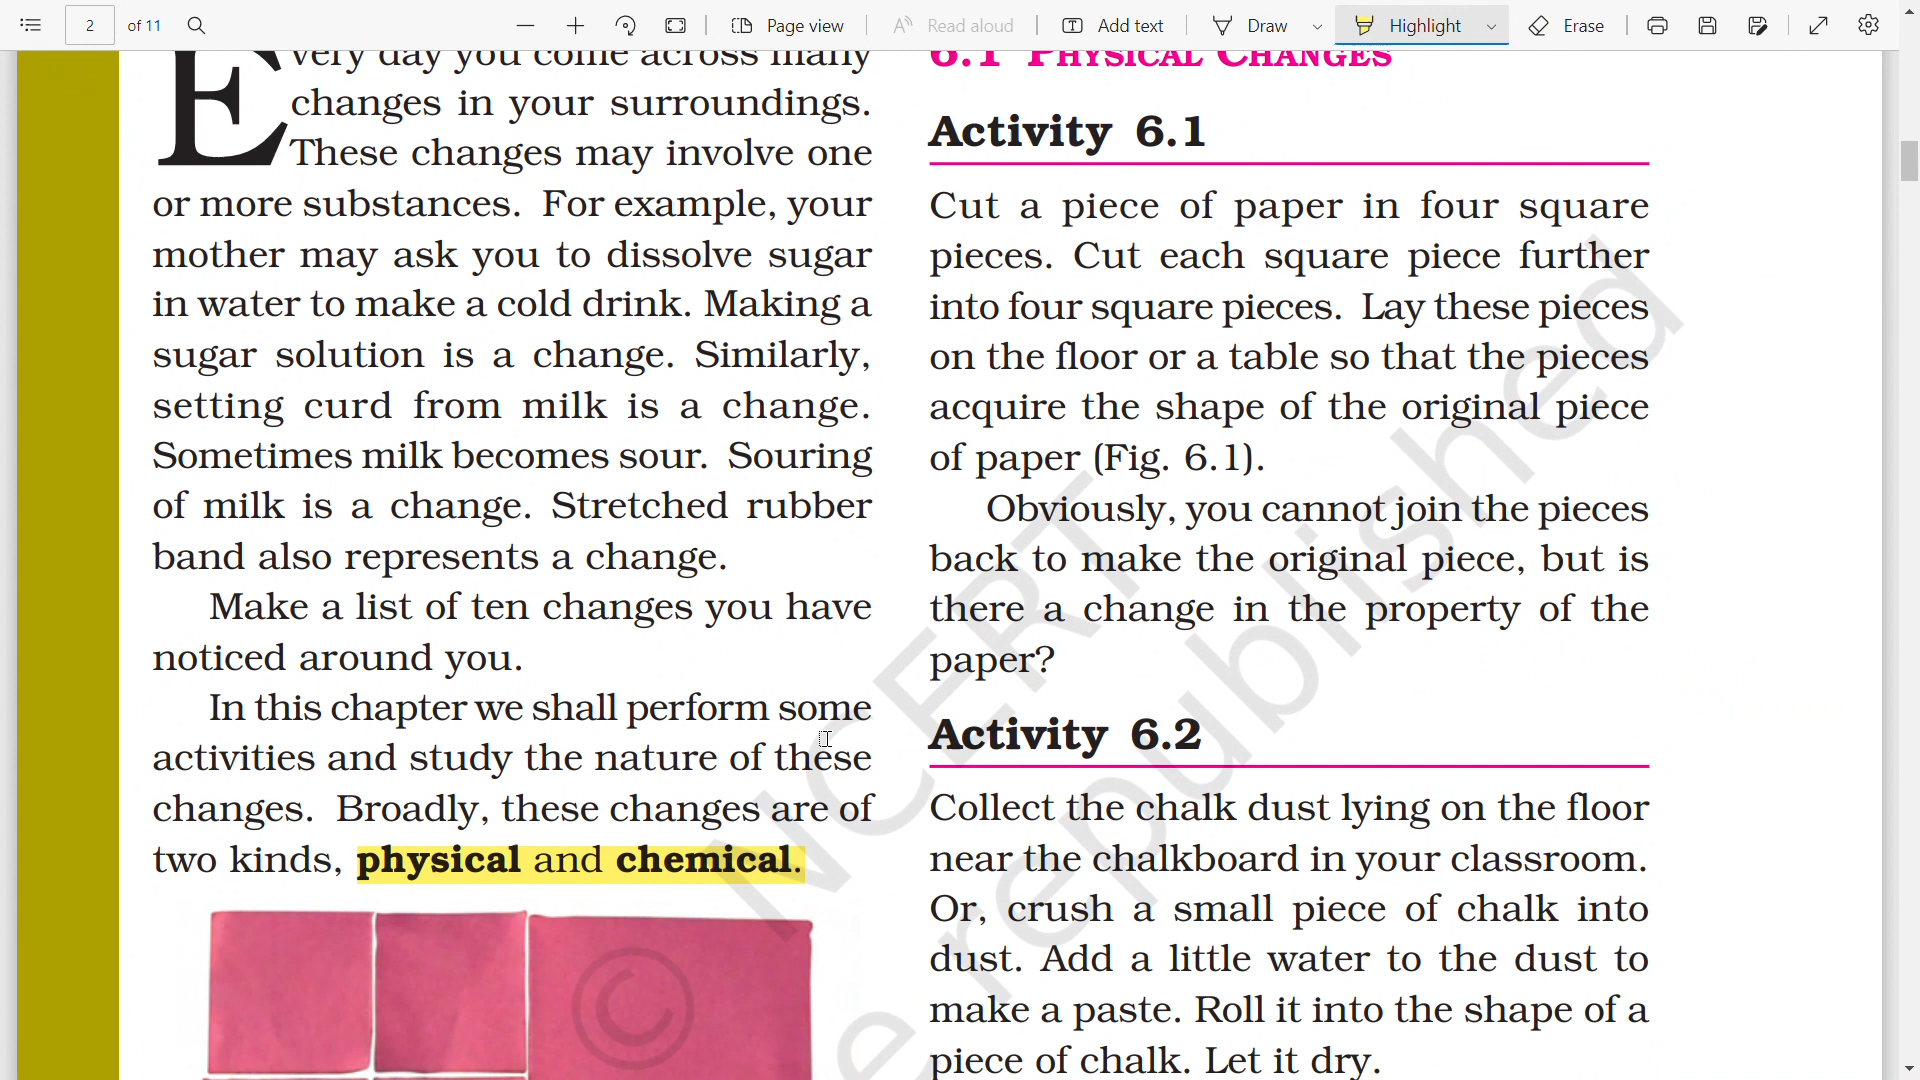 2
of 11
Page view
Read aloud
Add text
Draw
Highlight
Erase
Every day you come across many
changes in your surroundings.
These changes may involve one
or more substances. For example, your
mother may ask you to dissolve sugar
in water to make a cold drink. Making a
sugar solution is a change. Similarly,
setting curd from milk is a change.
Sometimes milk becomes sour. Souring
of milk is a change. Stretched rubber
band also represents a change.
Make a list of ten changes you have
noticed around you.
In this chapter we shall perform some
activities and study the nature of these
changes. Broadly, these changes are of
two kinds, physical and chemical.
6.1 PHYSICAL CHANGES
Activity 6.1
Cut a piece of paper in four square
pieces. Cut each square piece further
into four square pieces. Lay these pieces
on the floor or a table so that the pieces
acquire the shape of the original piece
of paper (Fig. 6.1).
Obviously, you cannot join the pieces
back to make the original piece, but is
there a change in the property of the
paper?
Activity 6.2
Collect the chalk dust lying on the floor
near the chalkboard in your classroom.
Or, crush a small piece of chalk into
dust. Add a little water to the dust to
make a paste. Roll it into the shape of a
piece of chalk. Let it dry.
© NCERT
republished